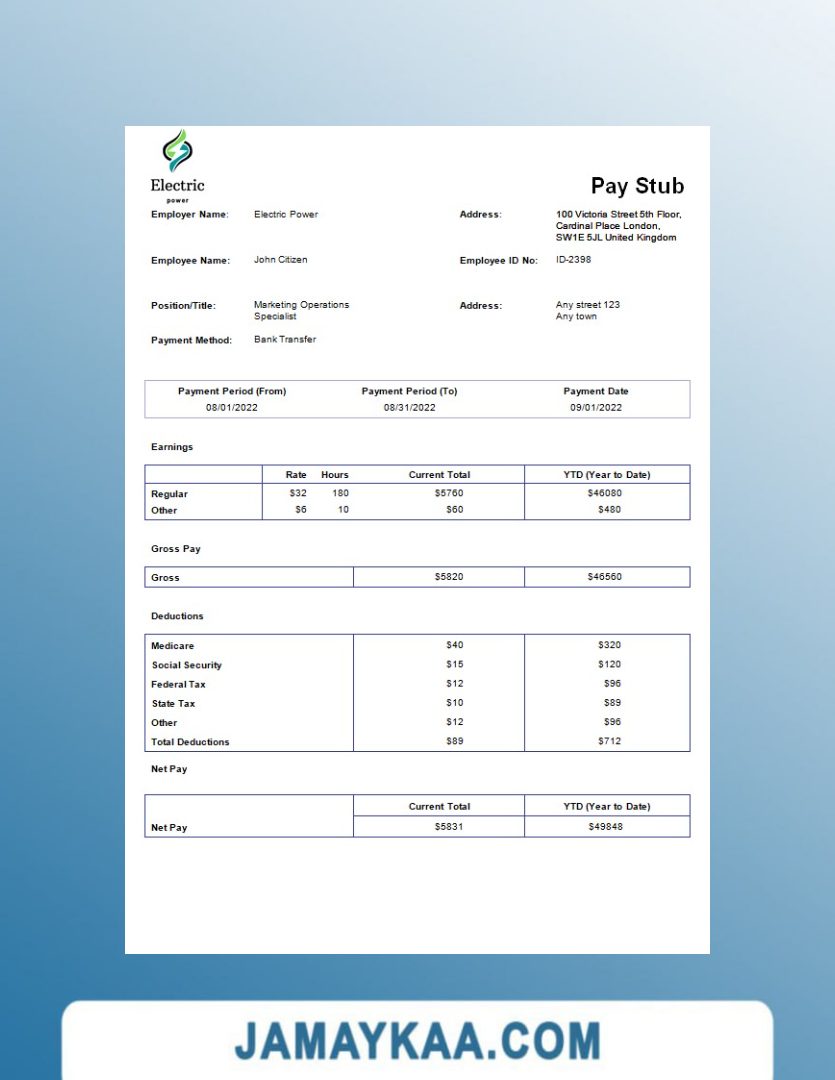 Electric
power
Pay Stub
Employer Name: Electric Power Address: 100 Victoria Street 5th Floor,
Cardinal Place London,
SW1E 5JL United Kingdom
Employee Name: John Citizen Employee ID No: ID-2398
Position/Title: Marketing Operations Address: Any street 123
Specialist Any town
Payment Method: Bank Transfer
Payment Period (From) Payment Period (To) Payment Date
08/01/2022 08/31/2022 09/01/2022
Earnings
Rate Hours Current Total YTD (Year to Date)
Regular $32 180 $5760 $46080
Other $6 10 $60 $480
Gross Pay
Gross $5820 $46560
Deductions
Medicare $40 $320
Social Security $15 $120
Federal Tax $12 $96
State Tax $10 $89
Other $12 $96
Total Deductions $89 $712
Net Pay
Current Total YTD (Year to Date)
Net Pay $5831 $49848
JAMAYKAA.COM